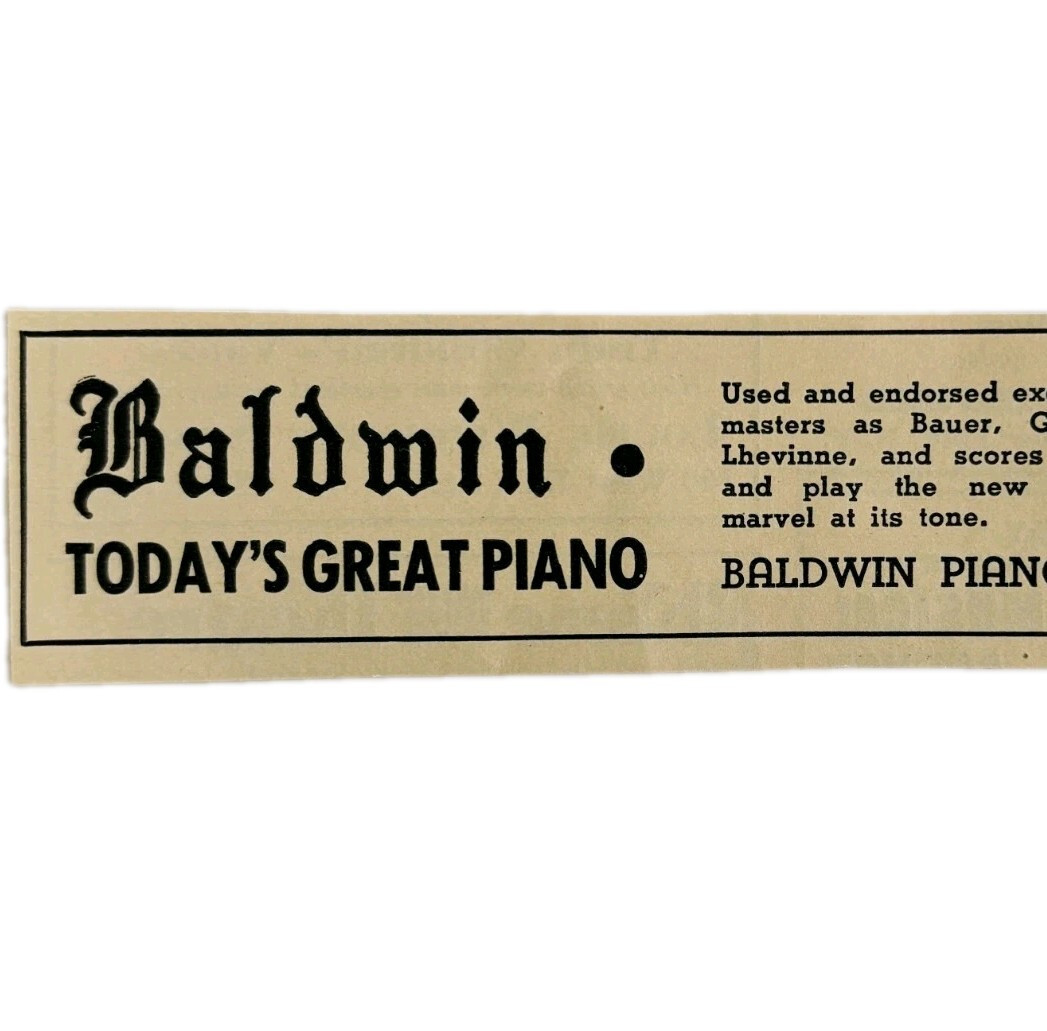 Baldwin •
TODAY'S GREAT PIANO
Used and endorsed
masters as Bauer,
Lhevinne, and scores
and play the new
marvel at its tone.
BALDWIN